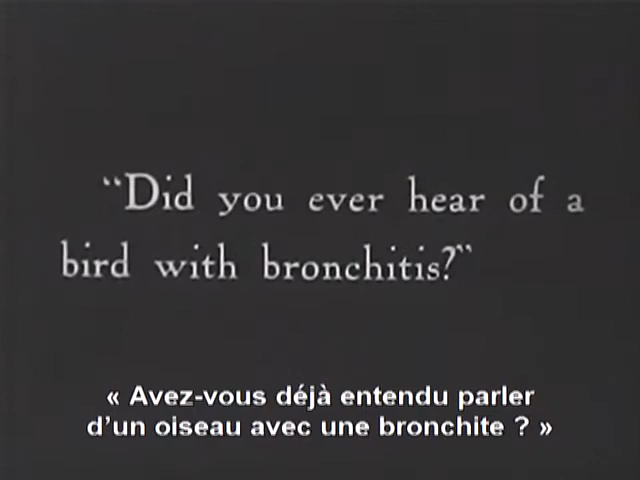 “Did you ever hear of a
bird with bronchitis?”
« Avez-vous déjà entendu parler
d’un oiseau avec une bronchite ? »